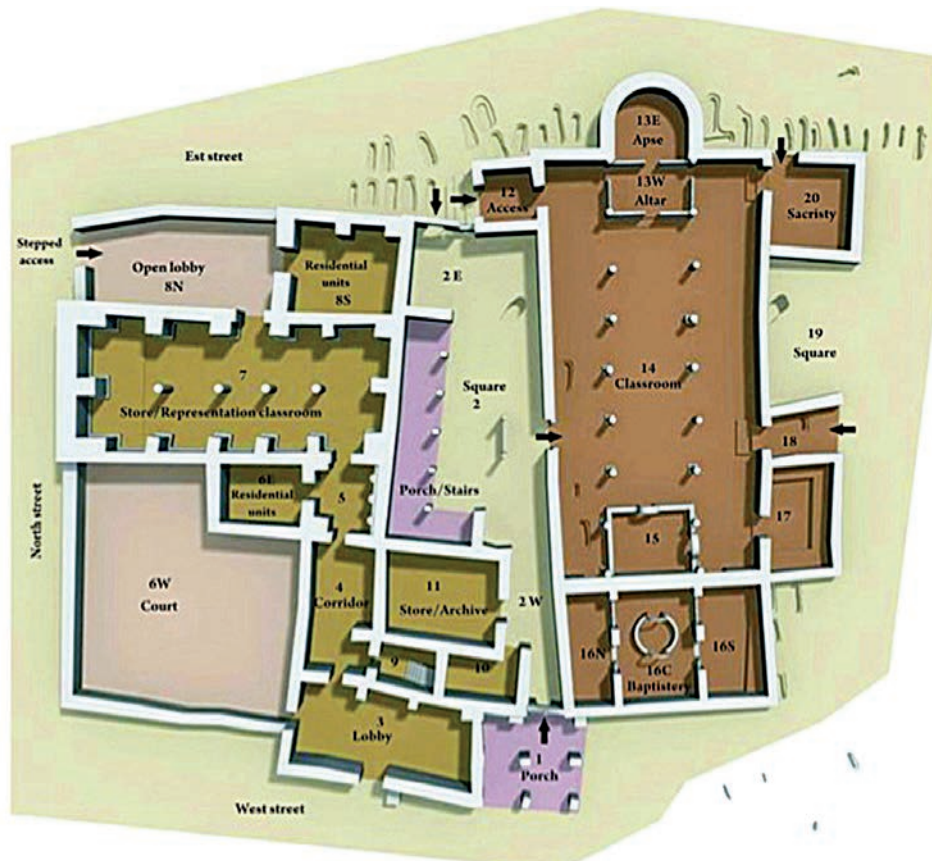 13E
Apse
Est street
13W
Altar
12
Access
20
Sacristy
Stepped
access
Open lobby
8N
Residential
units
8S
2 E
19
Square
7
Store/Representation classroom
Square
2
14
Classroom
18
6E
Residential
units
5
Porch/Stairs
17
North street
15
6W
Court
4
Corridor
11
Store/Archive
2 W
9
10
16N
16C
Baptistery
16S
3
Lobby
1
Porch
West street